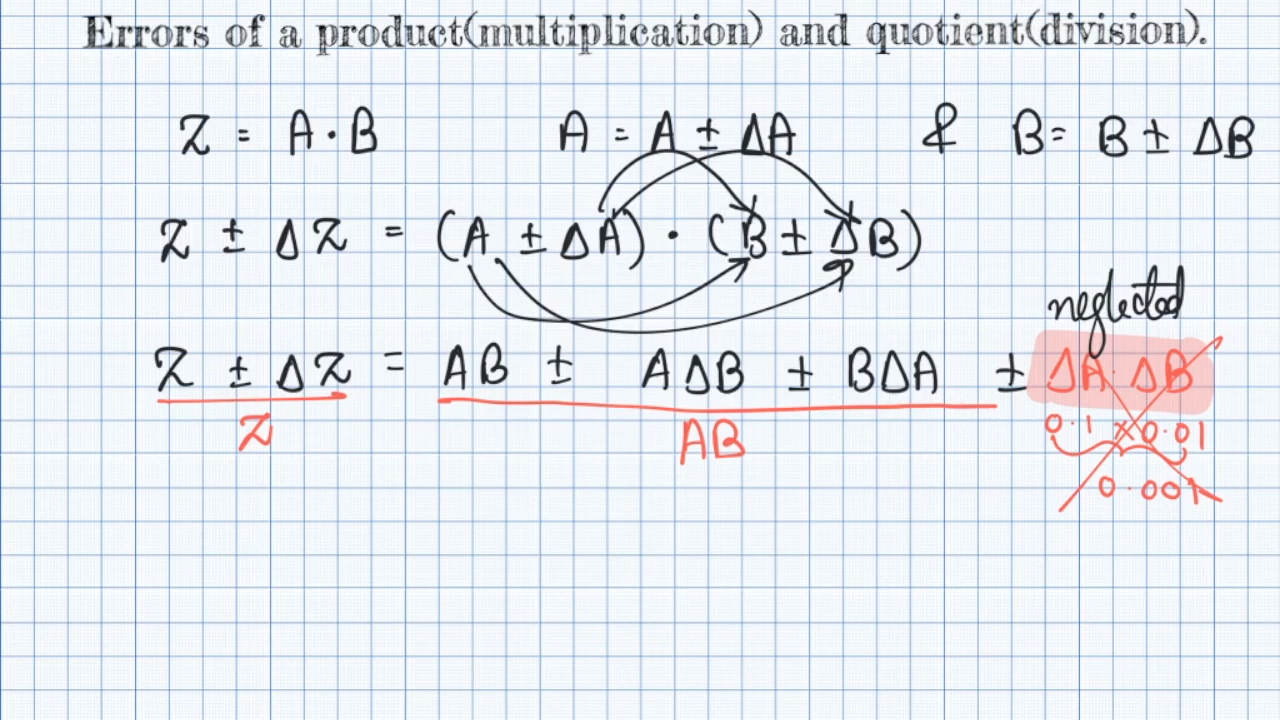 Errors of a product(multiplication) and quotient(division).
Z = A · B A = A ± ΔA & B = B ± ΔB
Z ± ΔZ = (A ± ΔA) · (B ± ΔB)
neglected
Z ± ΔZ = AB ± AΔB ± BΔA ± ΔA · ΔB
Z AB 0.1 × 0.01
0.001